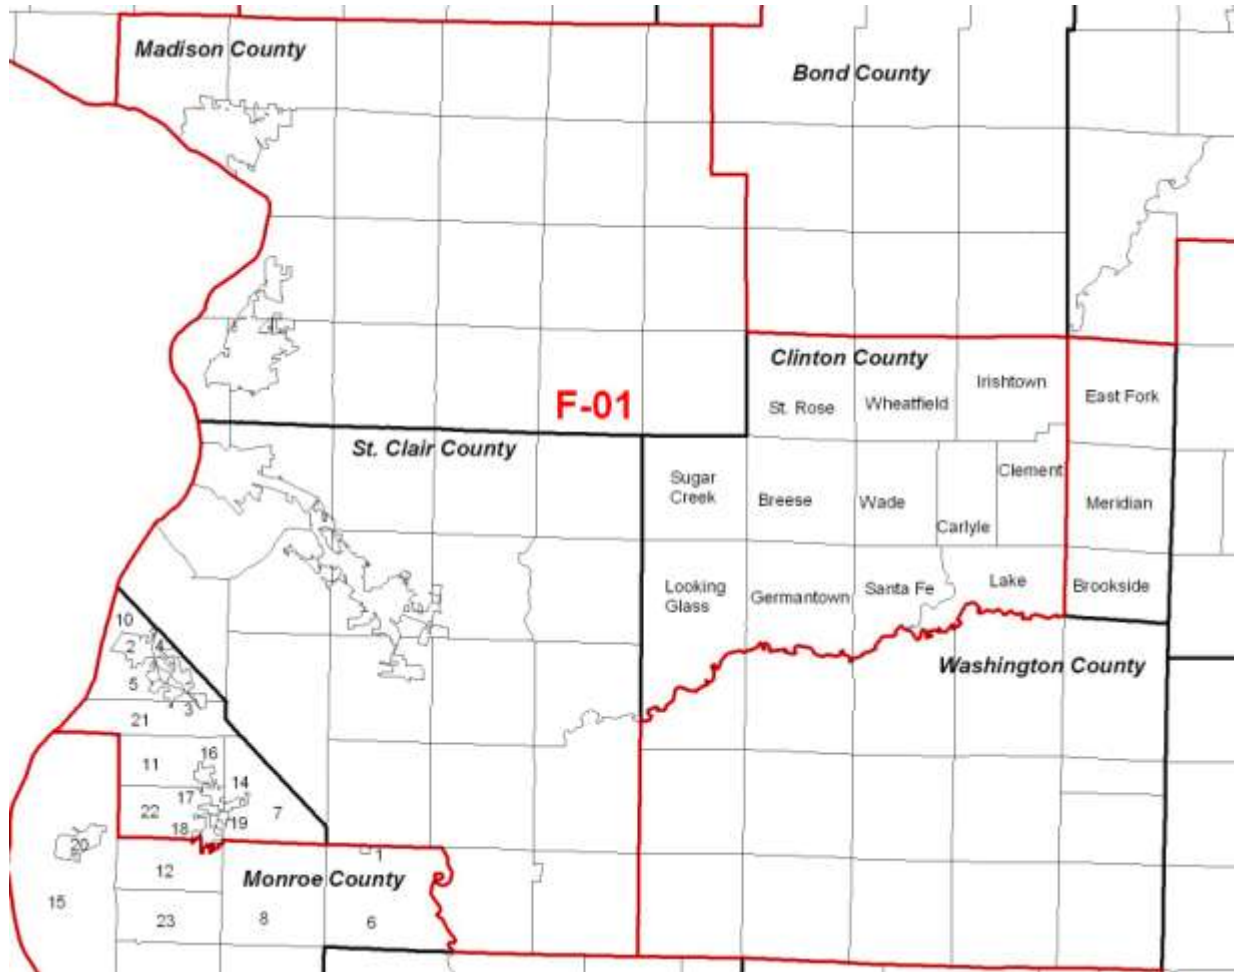 Madison County
Bond County
Clinton County
Irishtown
East Fork
St. Rose
Wheatfield
F-01
St. Clair County
Sugar
Creek
Breese
Wade
Clement
Meridian
Carlyle
Looking
Glass
Germantown
Santa Fe
Lake
Brookside
Washington County
10
2
4
5
3
21
11
16
14
17
22
7
18
19
20
1
12
Monroe County
15
23
8
6